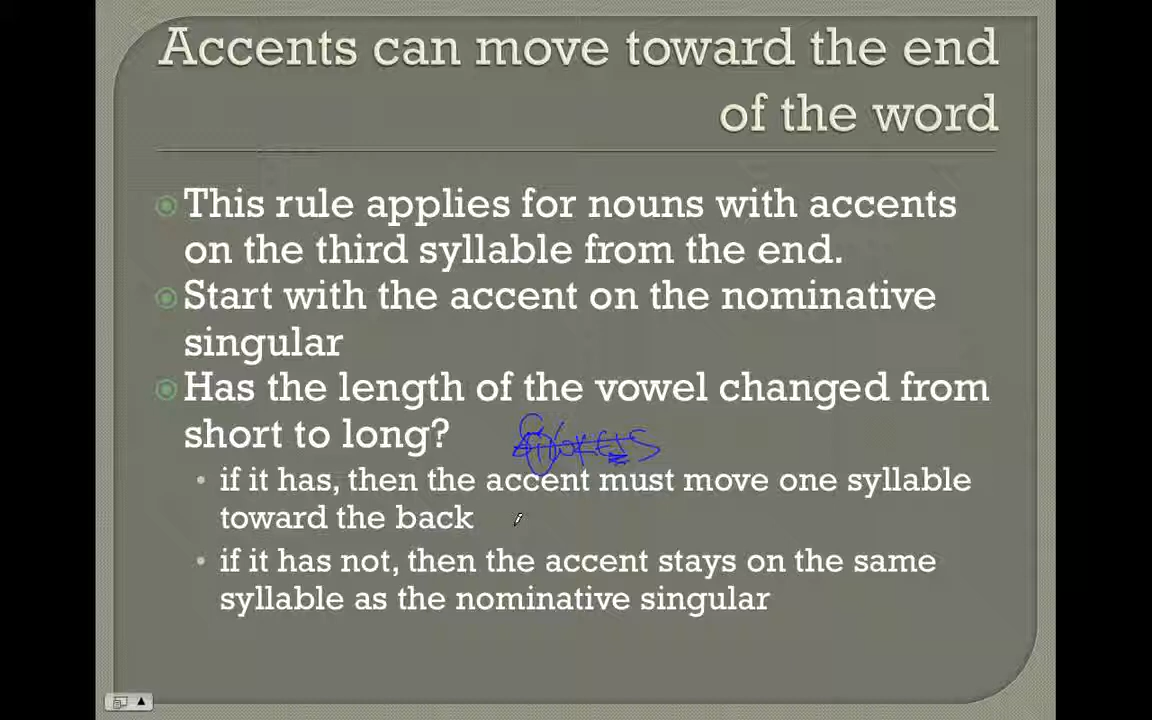 Accents can move toward the end
of the word
This rule applies for nouns with accents
on the third syllable from the end.
Start with the accent on the nominative
singular
Has the length of the vowel changed from
short to long?
if it has, then the accent must move one syllable
toward the back
if it has not, then the accent stays on the same
syllable as the nominative singular